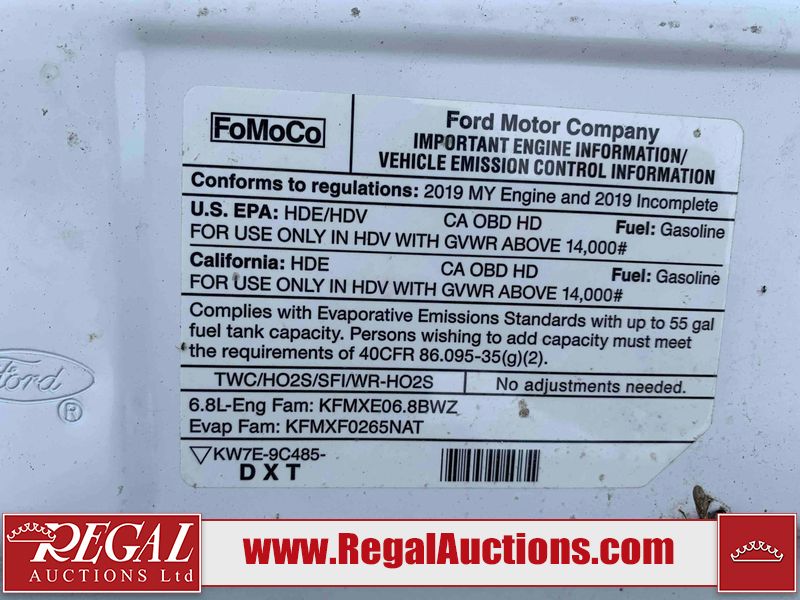 FoMoCo
Ford Motor Company
IMPORTANT ENGINE INFORMATION/
VEHICLE EMISSION CONTROL INFORMATION
Conforms to regulations: 2019 MY Engine and 2019 Incomplete
U.S. EPA: HDE/HDV CA OBD HD Fuel: Gasoline
FOR USE ONLY IN HDV WITH GVWR ABOVE 14,000#
California: HDE CA OBD HD Fuel: Gasoline
FOR USE ONLY IN HDV WITH GVWR ABOVE 14,000#
Complies with Evaporative Emissions Standards with up to 55 gal
fuel tank capacity. Persons wishing to add capacity must meet
the requirements of 40CFR 86.095-35(g)(2).
TWC/HO2S/SFI/WR-HO2S No adjustments needed.
6.8L-Eng Fam: KFMXE06.8BWZ
Evap Fam: KFMXF0265NAT
KW7E-9C485-
DXT
Ford
®
REGAL
AUCTIONS Ltd
www.RegalAuctions.com